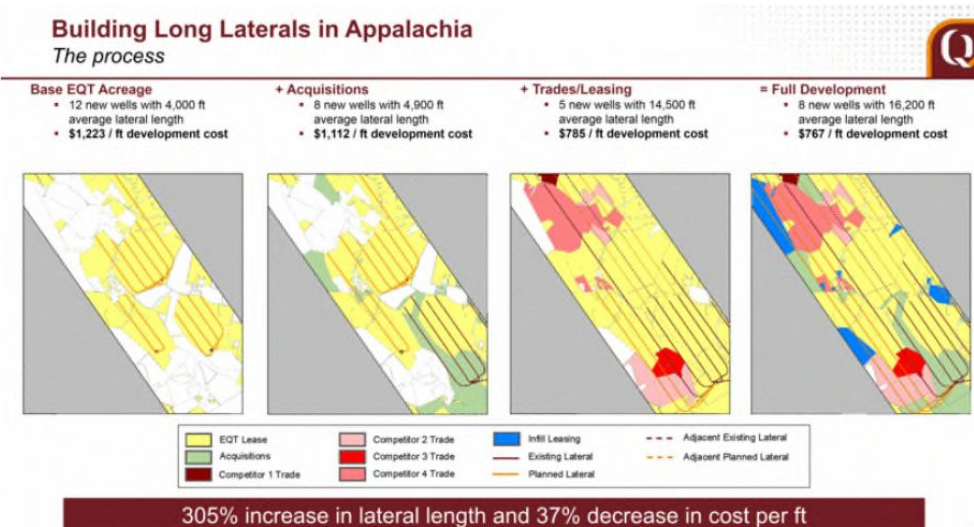 Building Long Laterals in Appalachia
The process
Q
Base EQT Acreage
▪ 12 new wells with 4,000 ft
average lateral length
▪ $1,223 / ft development cost
+ Acquisitions
▪ 8 new wells with 4,900 ft
average lateral length
▪ $1,112 / ft development cost
+ Trades/Leasing
▪ 5 new wells with 14,500 ft
average lateral length
▪ $785 / ft development cost
= Full Development
▪ 8 new wells with 16,200 ft
average lateral length
▪ $767 / ft development cost
EQT Lease
Acquisitions
Competitor 1 Trade
Competitor 2 Trade
Competitor 3 Trade
Competitor 4 Trade
Infill Leasing
Existing Lateral
Planned Lateral
Adjacent Existing Lateral
Adjacent Planned Lateral
305% increase in lateral length and 37% decrease in cost per ft